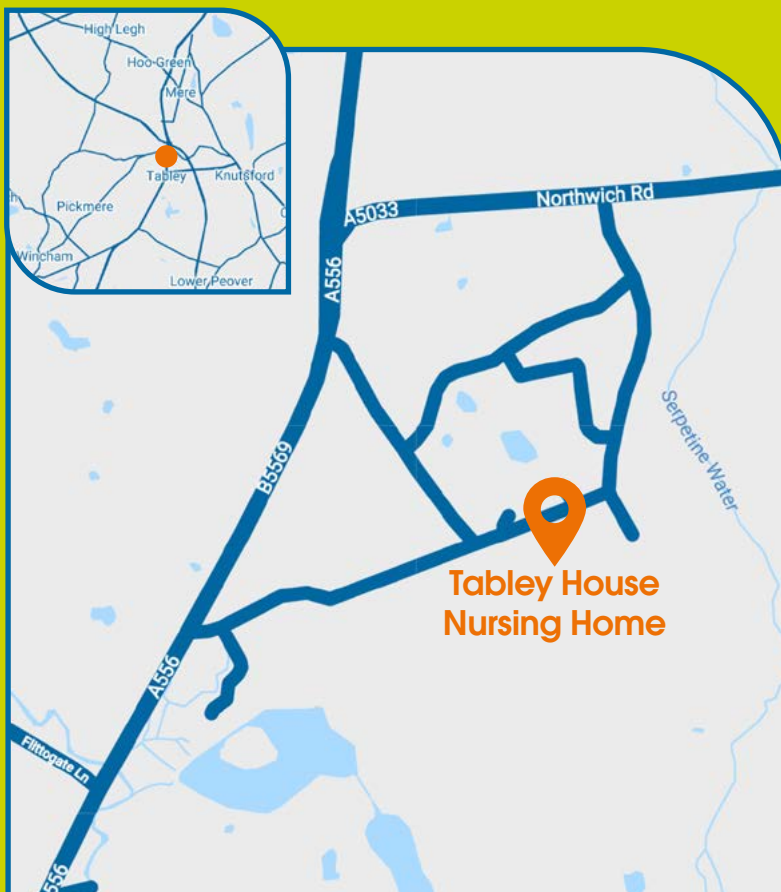 High Legh
Hoo-Green
Mere
Tabley
Knutsford
Pickmere
Wincham
Lower Peover
A5033
Northwich Rd
A556
B5569
Serpetine Water
Tabley House
Nursing Home
A556
Flittogate Ln
556